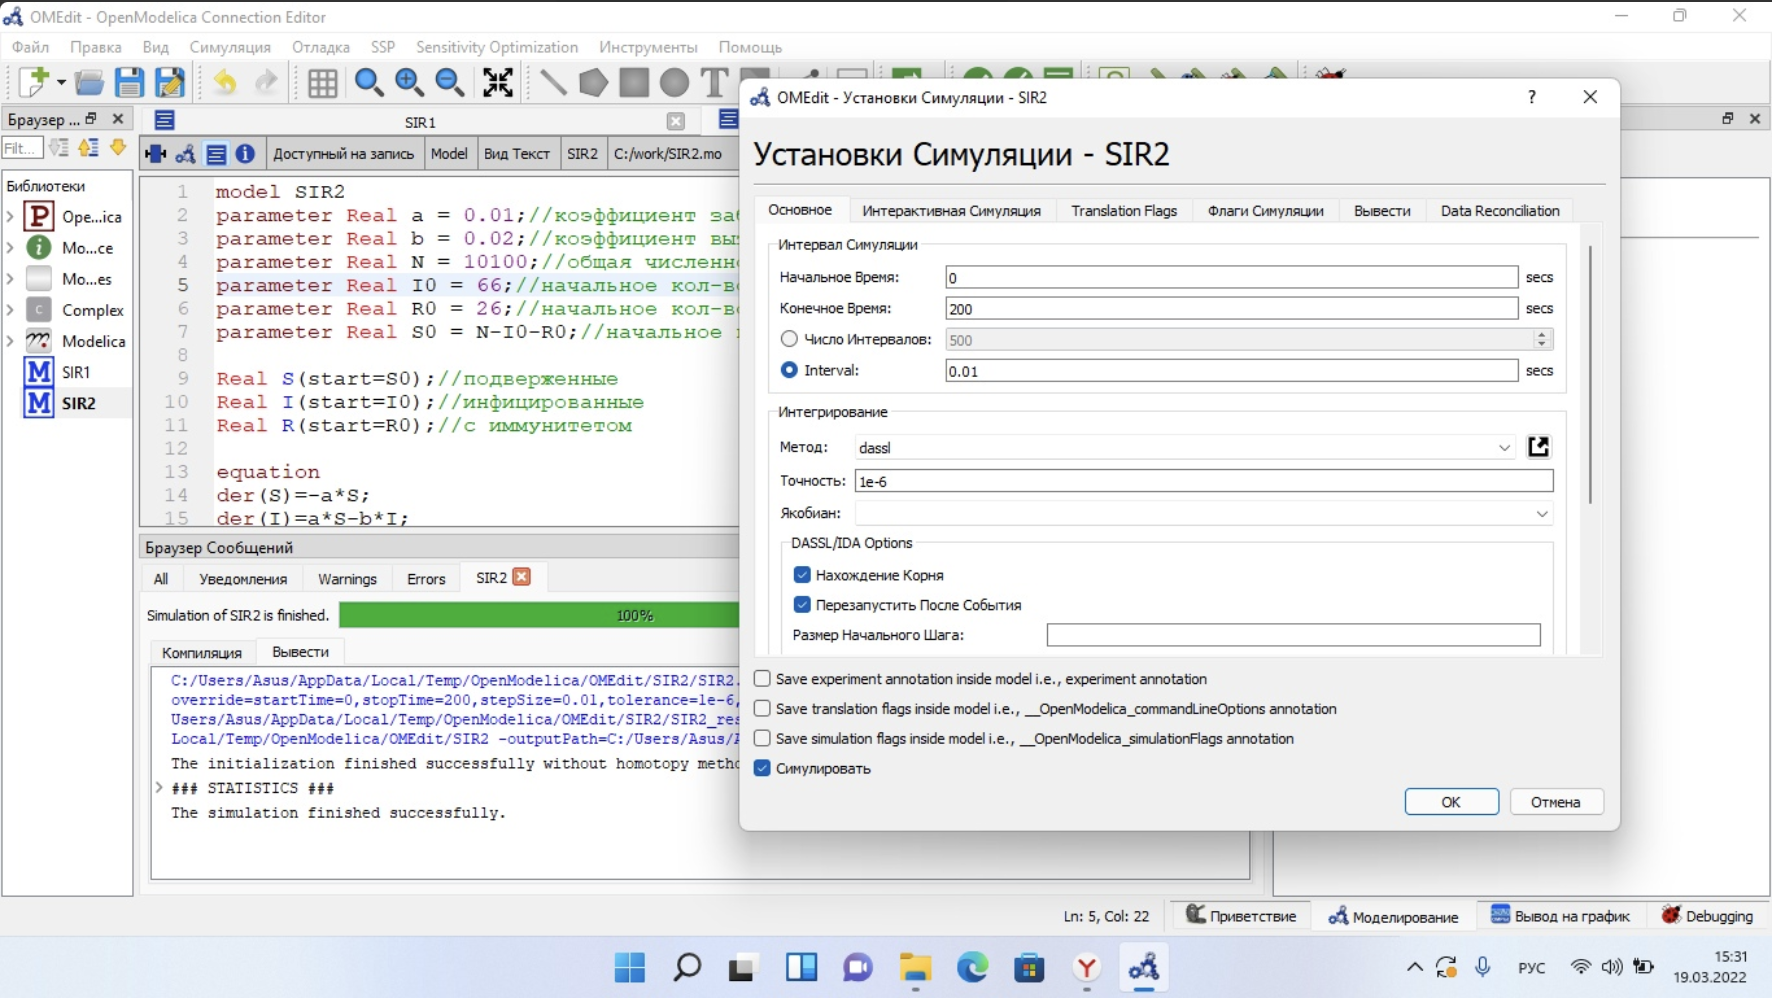 OMEdit - OpenModelica Connection Editor
Файл Правка Вид Симуляция Отладка SSP Sensitivity Optimization Инструменты Помощь
Браузер ...
Filt...
Библиотеки
P Ope...ica
i Mo...ce
Mo...es
C Complex
Modelica
M SIR1
M SIR2
SIR1
Доступный на запись Model Вид Текст SIR2 C:/work/SIR2.mo
1 model SIR2
2 parameter Real a = 0.01;//коэффициент
3 parameter Real b = 0.02;//коэффициент
4 parameter Real N = 10100;//общая
5 parameter Real I0 = 66;//начальное
6 parameter Real R0 = 26;//начальное
7 parameter Real S0 = N-I0-R0;//начальное
8
9 Real S(start=S0);//подверженные
10 Real I(start=I0);//инфицированные
11 Real R(start=R0);//с иммунитетом
12
13 equation
14 der(S)=-a*S;
15 der(I)=a*S-b*I;
Браузер Сообщений
All Уведомления Warnings Errors SIR2
Simulation of SIR2 is finished. 100%
Компиляция Вывести
C:/Users/Asus/AppData/Local/Temp/OpenModelica/OMEdit/SIR2/SIR2.
override=startTime=0,stopTime=200,stepSize=0.01,tolerance=1e-6,
Users/Asus/AppData/Local/Temp/OpenModelica/OMEdit/SIR2/SIR2_res
Local/Temp/OpenModelica/OMEdit/SIR2 -outputPath=C:/Users/Asus/
The initialization finished successfully without homotopy
### STATISTICS ###
The simulation finished successfully.
OMEdit - Установки Симуляции - SIR2
Установки Симуляции - SIR2
Основное Интерактивная Симуляция Translation Flags Флаги Симуляции Вывести Data Reconciliation
Интервал Симуляции
Начальное Время: 0 secs
Конечное Время: 200 secs
Число Интервалов: 500
Interval: 0.01 secs
Интегрирование
Метод: dassl
Точность: 1e-6
Якобиан:
DASSL/IDA Options
Нахождение Корня
Перезапустить После События
Размер Начального Шага:
Save experiment annotation inside model i.e., experiment annotation
Save translation flags inside model i.e., __OpenModelica_commandLineOptions annotation
Save simulation flags inside model i.e., __OpenModelica_simulationFlags annotation
Симулировать
OK Отмена
Ln: 5, Col: 22 Приветствие Моделирование Вывод на график Debugging
РУС
15:31
19.03.2022